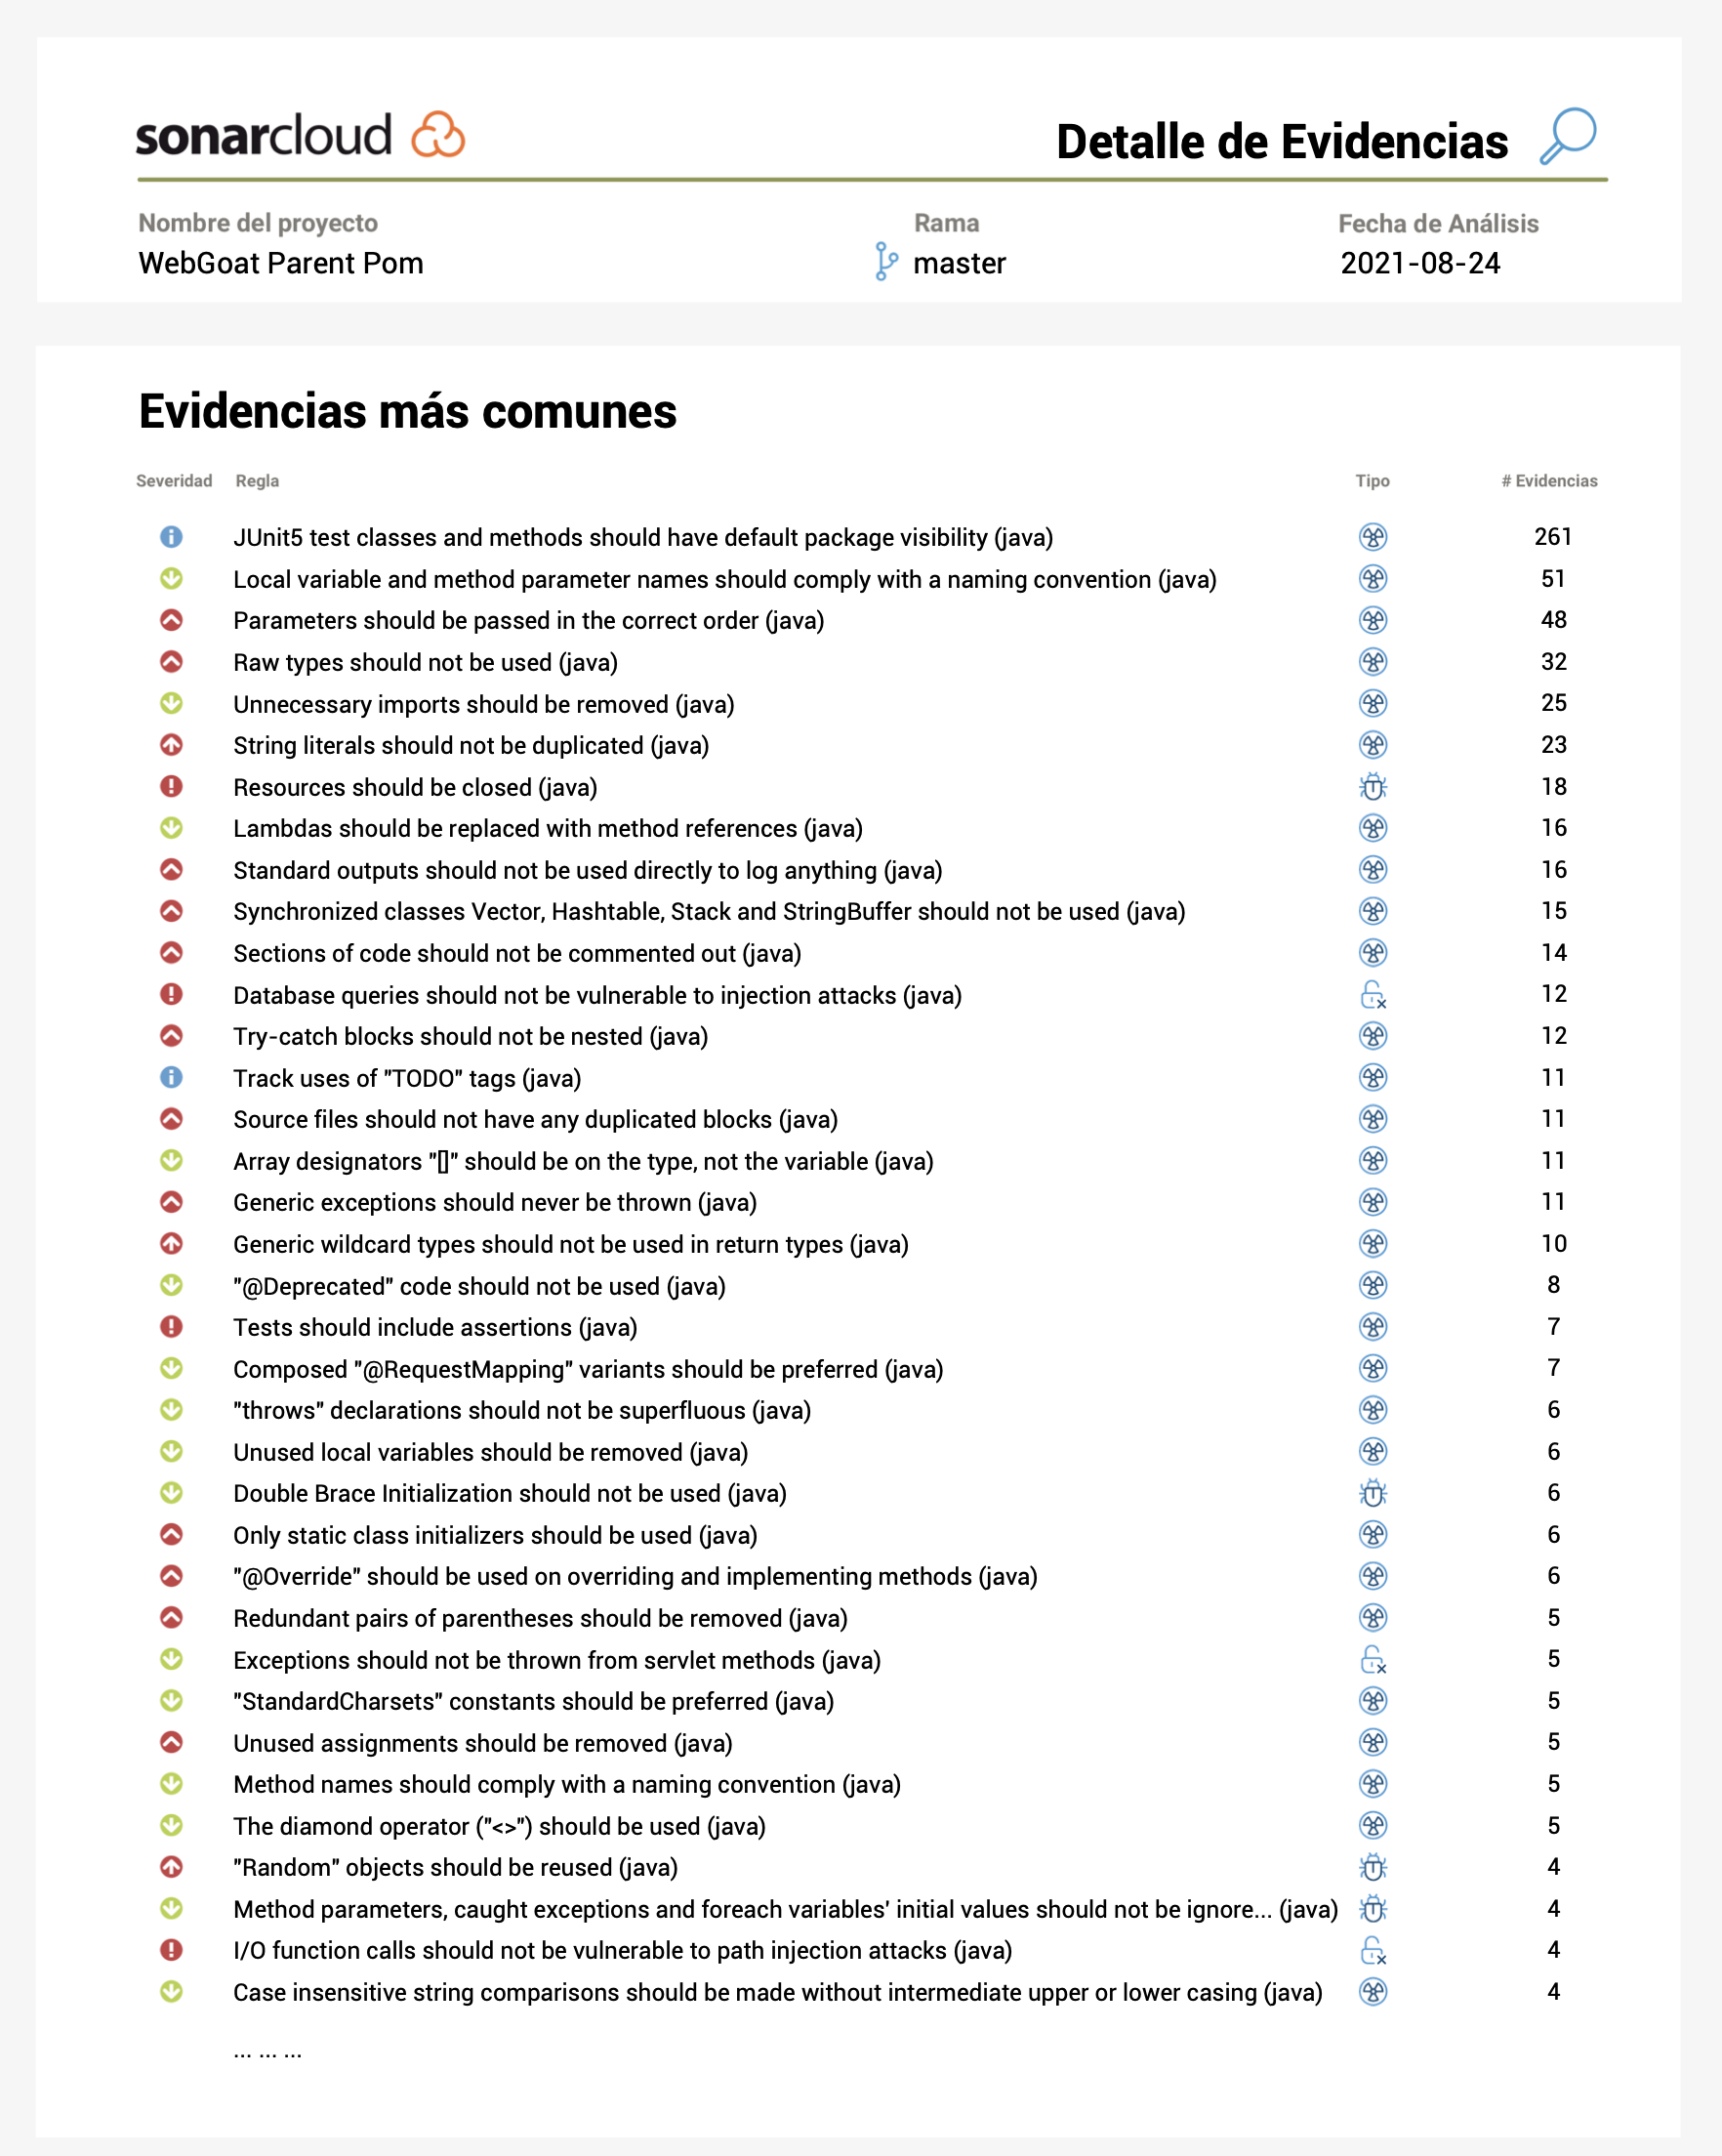 sonarcloud
Detalle de Evidencias
Nombre del proyecto Rama Fecha de Análisis
WebGoat Parent Pom master 2021-08-24
Evidencias más comunes
Severidad Regla Tipo # Evidencias
JUnit5 test classes and methods should have default package visibility (java) 261
Local variable and method parameter names should comply with a naming convention (java) 51
Parameters should be passed in the correct order (java) 48
Raw types should not be used (java) 32
Unnecessary imports should be removed (java) 25
String literals should not be duplicated (java) 23
Resources should be closed (java) 18
Lambdas should be replaced with method references (java) 16
Standard outputs should not be used directly to log anything (java) 16
Synchronized classes Vector, Hashtable, Stack and StringBuffer should not be used (java) 15
Sections of code should not be commented out (java) 14
Database queries should not be vulnerable to injection attacks (java) 12
Try-catch blocks should not be nested (java) 12
Track uses of "TODO" tags (java) 11
Source files should not have any duplicated blocks (java) 11
Array designators "[]" should be on the type, not the variable (java) 11
Generic exceptions should never be thrown (java) 11
Generic wildcard types should not be used in return types (java) 10
"@Deprecated" code should not be used (java) 8
Tests should include assertions (java) 7
Composed "@RequestMapping" variants should be preferred (java) 7
"throws" declarations should not be superfluous (java) 6
Unused local variables should be removed (java) 6
Double Brace Initialization should not be used (java) 6
Only static class initializers should be used (java) 6
"@Override" should be used on overriding and implementing methods (java) 6
Redundant pairs of parentheses should be removed (java) 5
Exceptions should not be thrown from servlet methods (java) 5
"StandardCharsets" constants should be preferred (java) 5
Unused assignments should be removed (java) 5
Method names should comply with a naming convention (java) 5
The diamond operator ("<>") should be used (java) 5
"Random" objects should be reused (java) 4
Method parameters, caught exceptions and foreach variables' initial values should not be ignore... (java) 4
I/O function calls should not be vulnerable to path injection attacks (java) 4
Case insensitive string comparisons should be made without intermediate upper or lower casing (java) 4
... ... ...